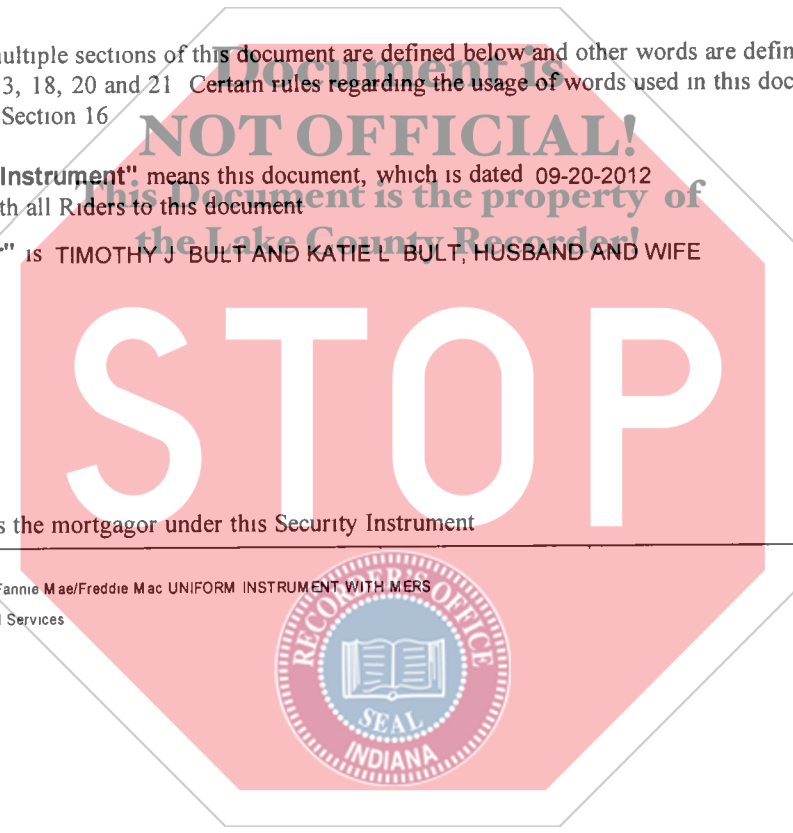 ultiple sections of this document are defined below and other words are defin
3, 18, 20 and 21 Certain rules regarding the usage of words used in this doc
Section 16
Document is
NOT OFFICIAL!
Instrument" means this document, which is dated 09-20-2012
This Document is the property of
th all Riders to this document
the Lake County Recorder!
" is TIMOTHY J BULT AND KATIE L BULT, HUSBAND AND WIFE
STOP
s the mortgagor under this Security Instrument
Fannie Mae/Freddie Mac UNIFORM INSTRUMENT WITH MERS
l Services
RECORDER'S OFFICE
SEAL
INDIANA